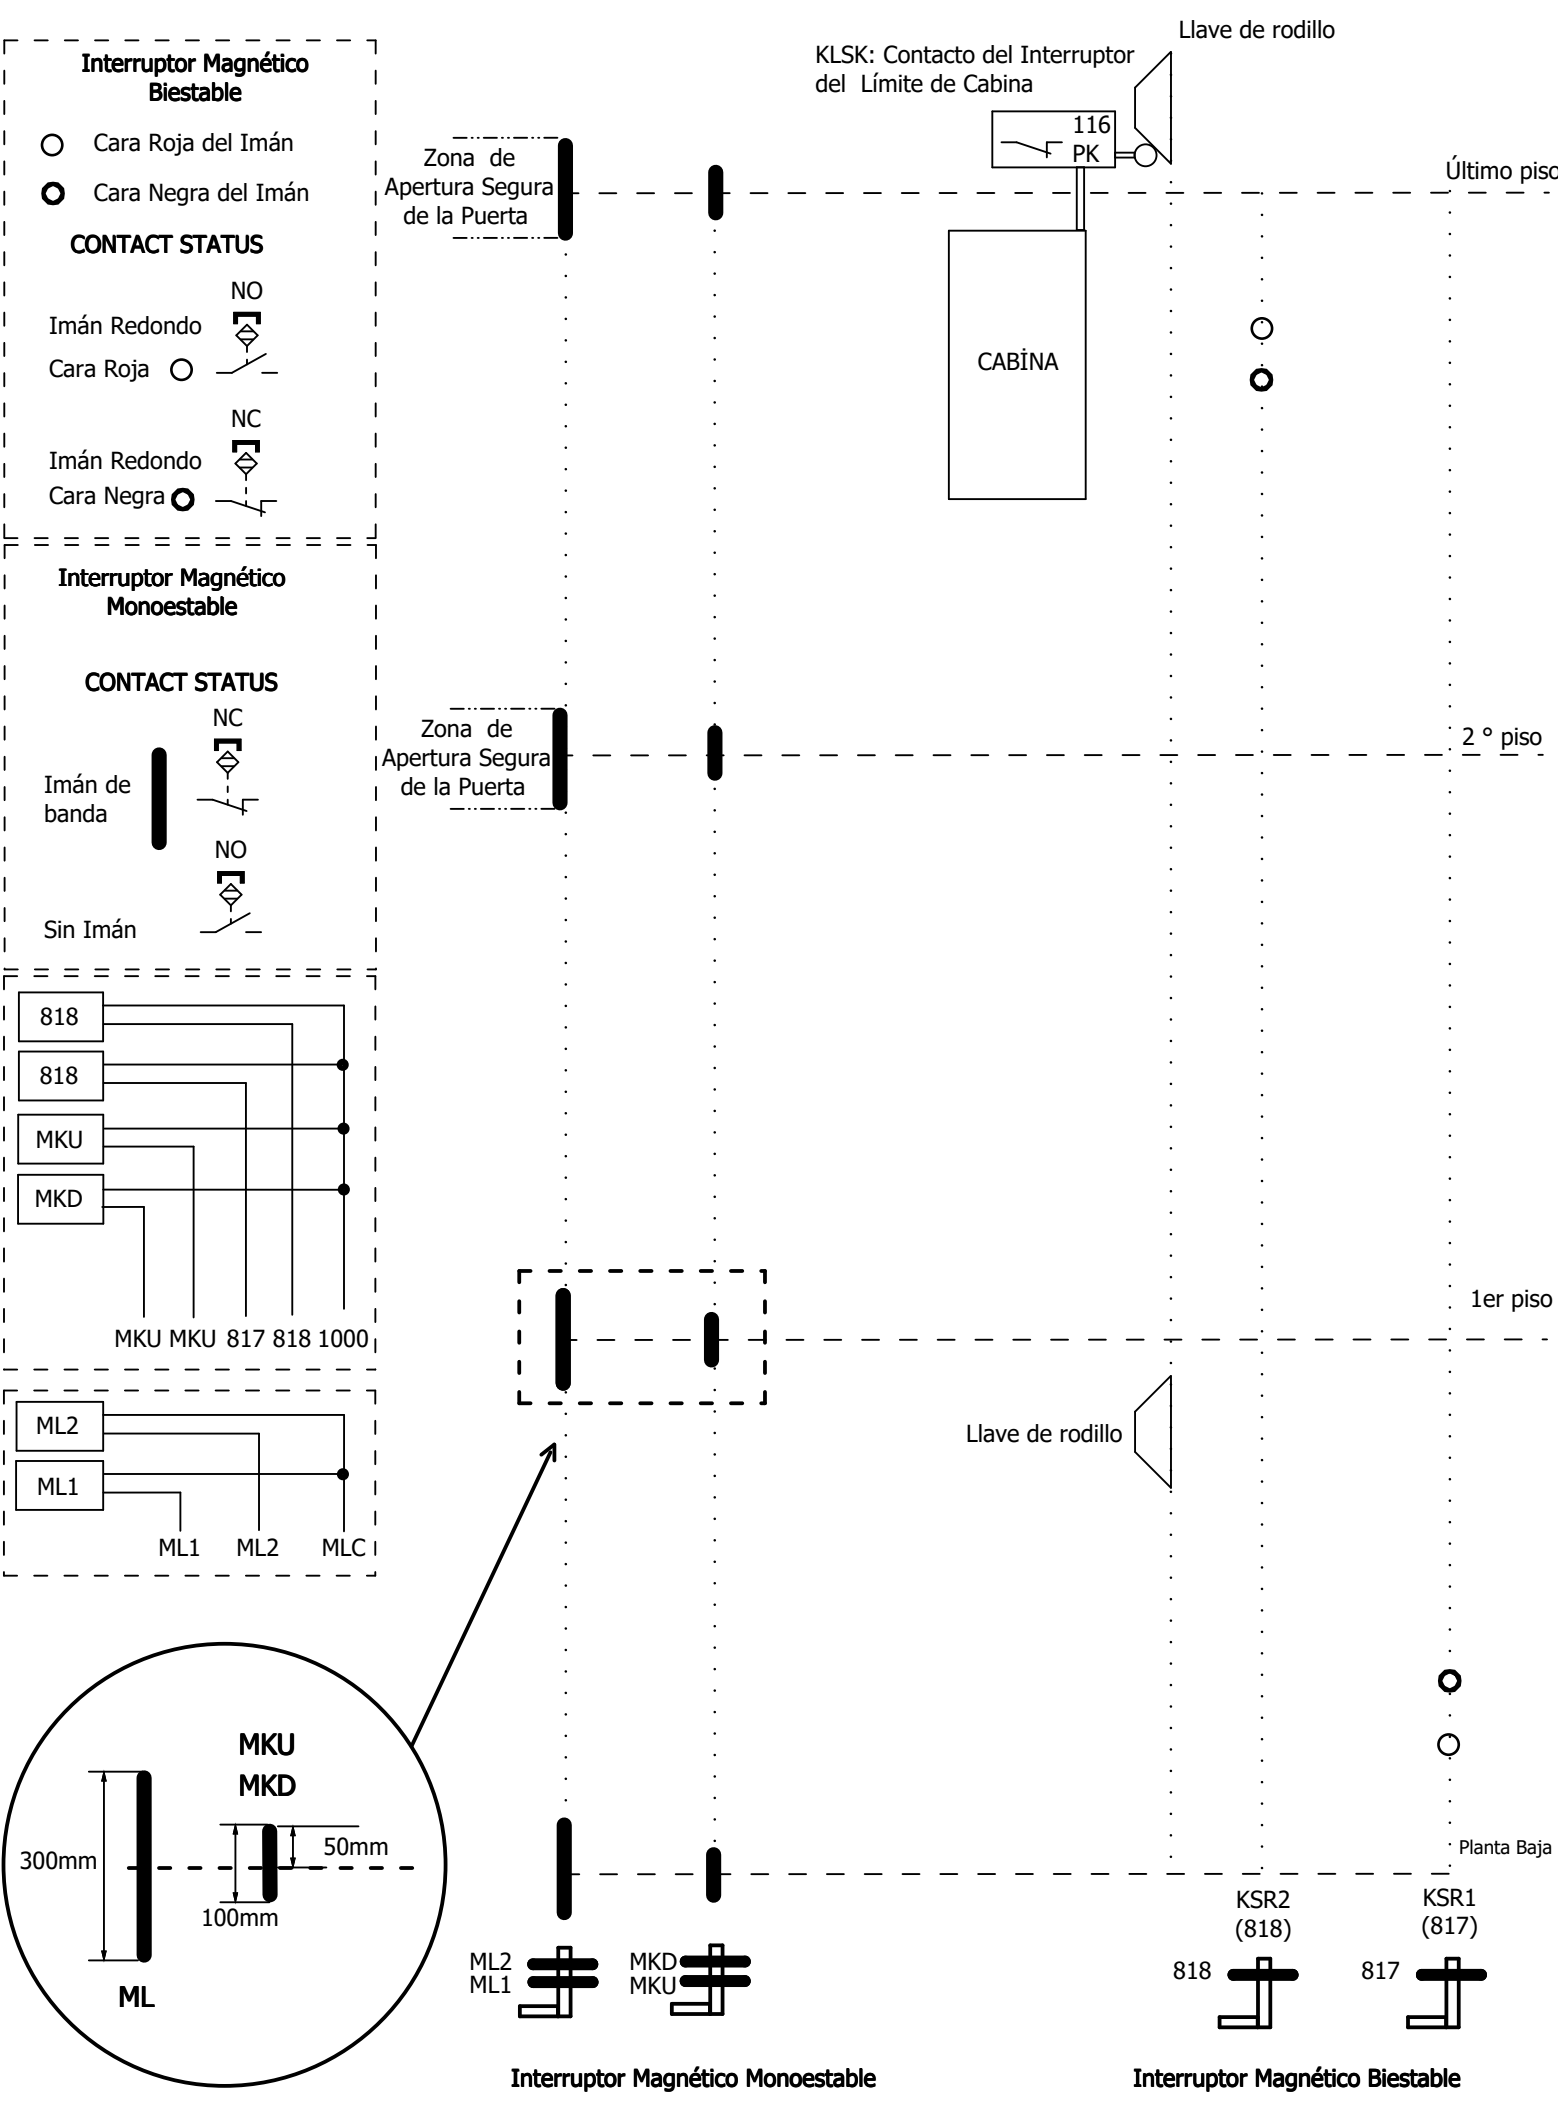 Interruptor Magnético
Biestable
Cara Roja del Imán
Cara Negra del Imán
CONTACT STATUS
NO
Imán Redondo
Cara Roja
NC
Imán Redondo
Cara Negra
Interruptor Magnético
Monoestable
CONTACT STATUS
NC
Imán de
banda
NO
Sin Imán
818
818
MKU
MKD
MKU MKU 817 818 1000
ML2
ML1
ML1 ML2 MLC
MKU
MKD
300mm
50mm
100mm
ML
Llave de rodillo
KLSK: Contacto del Interruptor
del Límite de Cabina
116
PK
Zona de
Apertura Segura
de la Puerta
Último piso
CABİNA
Zona de
Apertura Segura
de la Puerta
2 ° piso
1er piso
Llave de rodillo
Planta Baja
KSR2
(818)
KSR1
(817)
ML2
ML1
MKD
MKU
818
817
Interruptor Magnético Monoestable
Interruptor Magnético Biestable